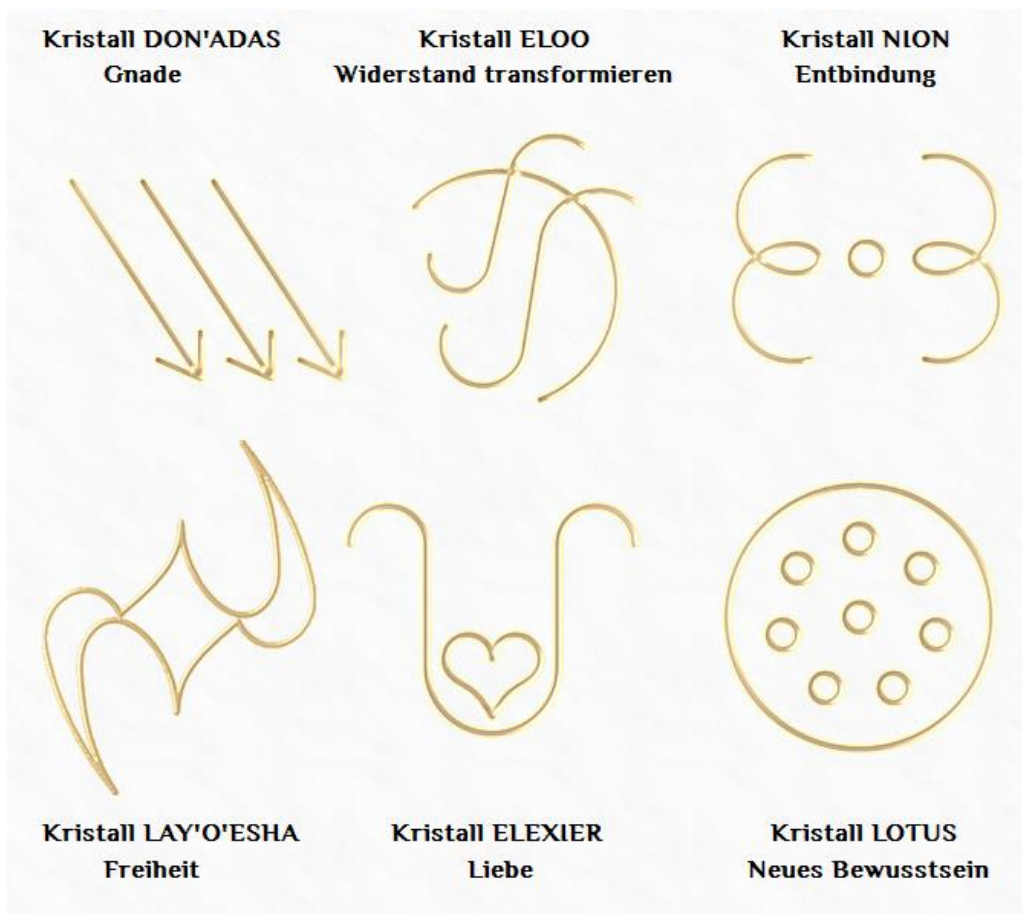 Kristall DON'ADAS
Gnade
Kristall ELOO
Widerstand transformieren
Kristall NION
Entbindung
Kristall LAY'O'ESHA
Freiheit
Kristall ELEXIER
Liebe
Kristall LOTUS
Neues Bewusstsein